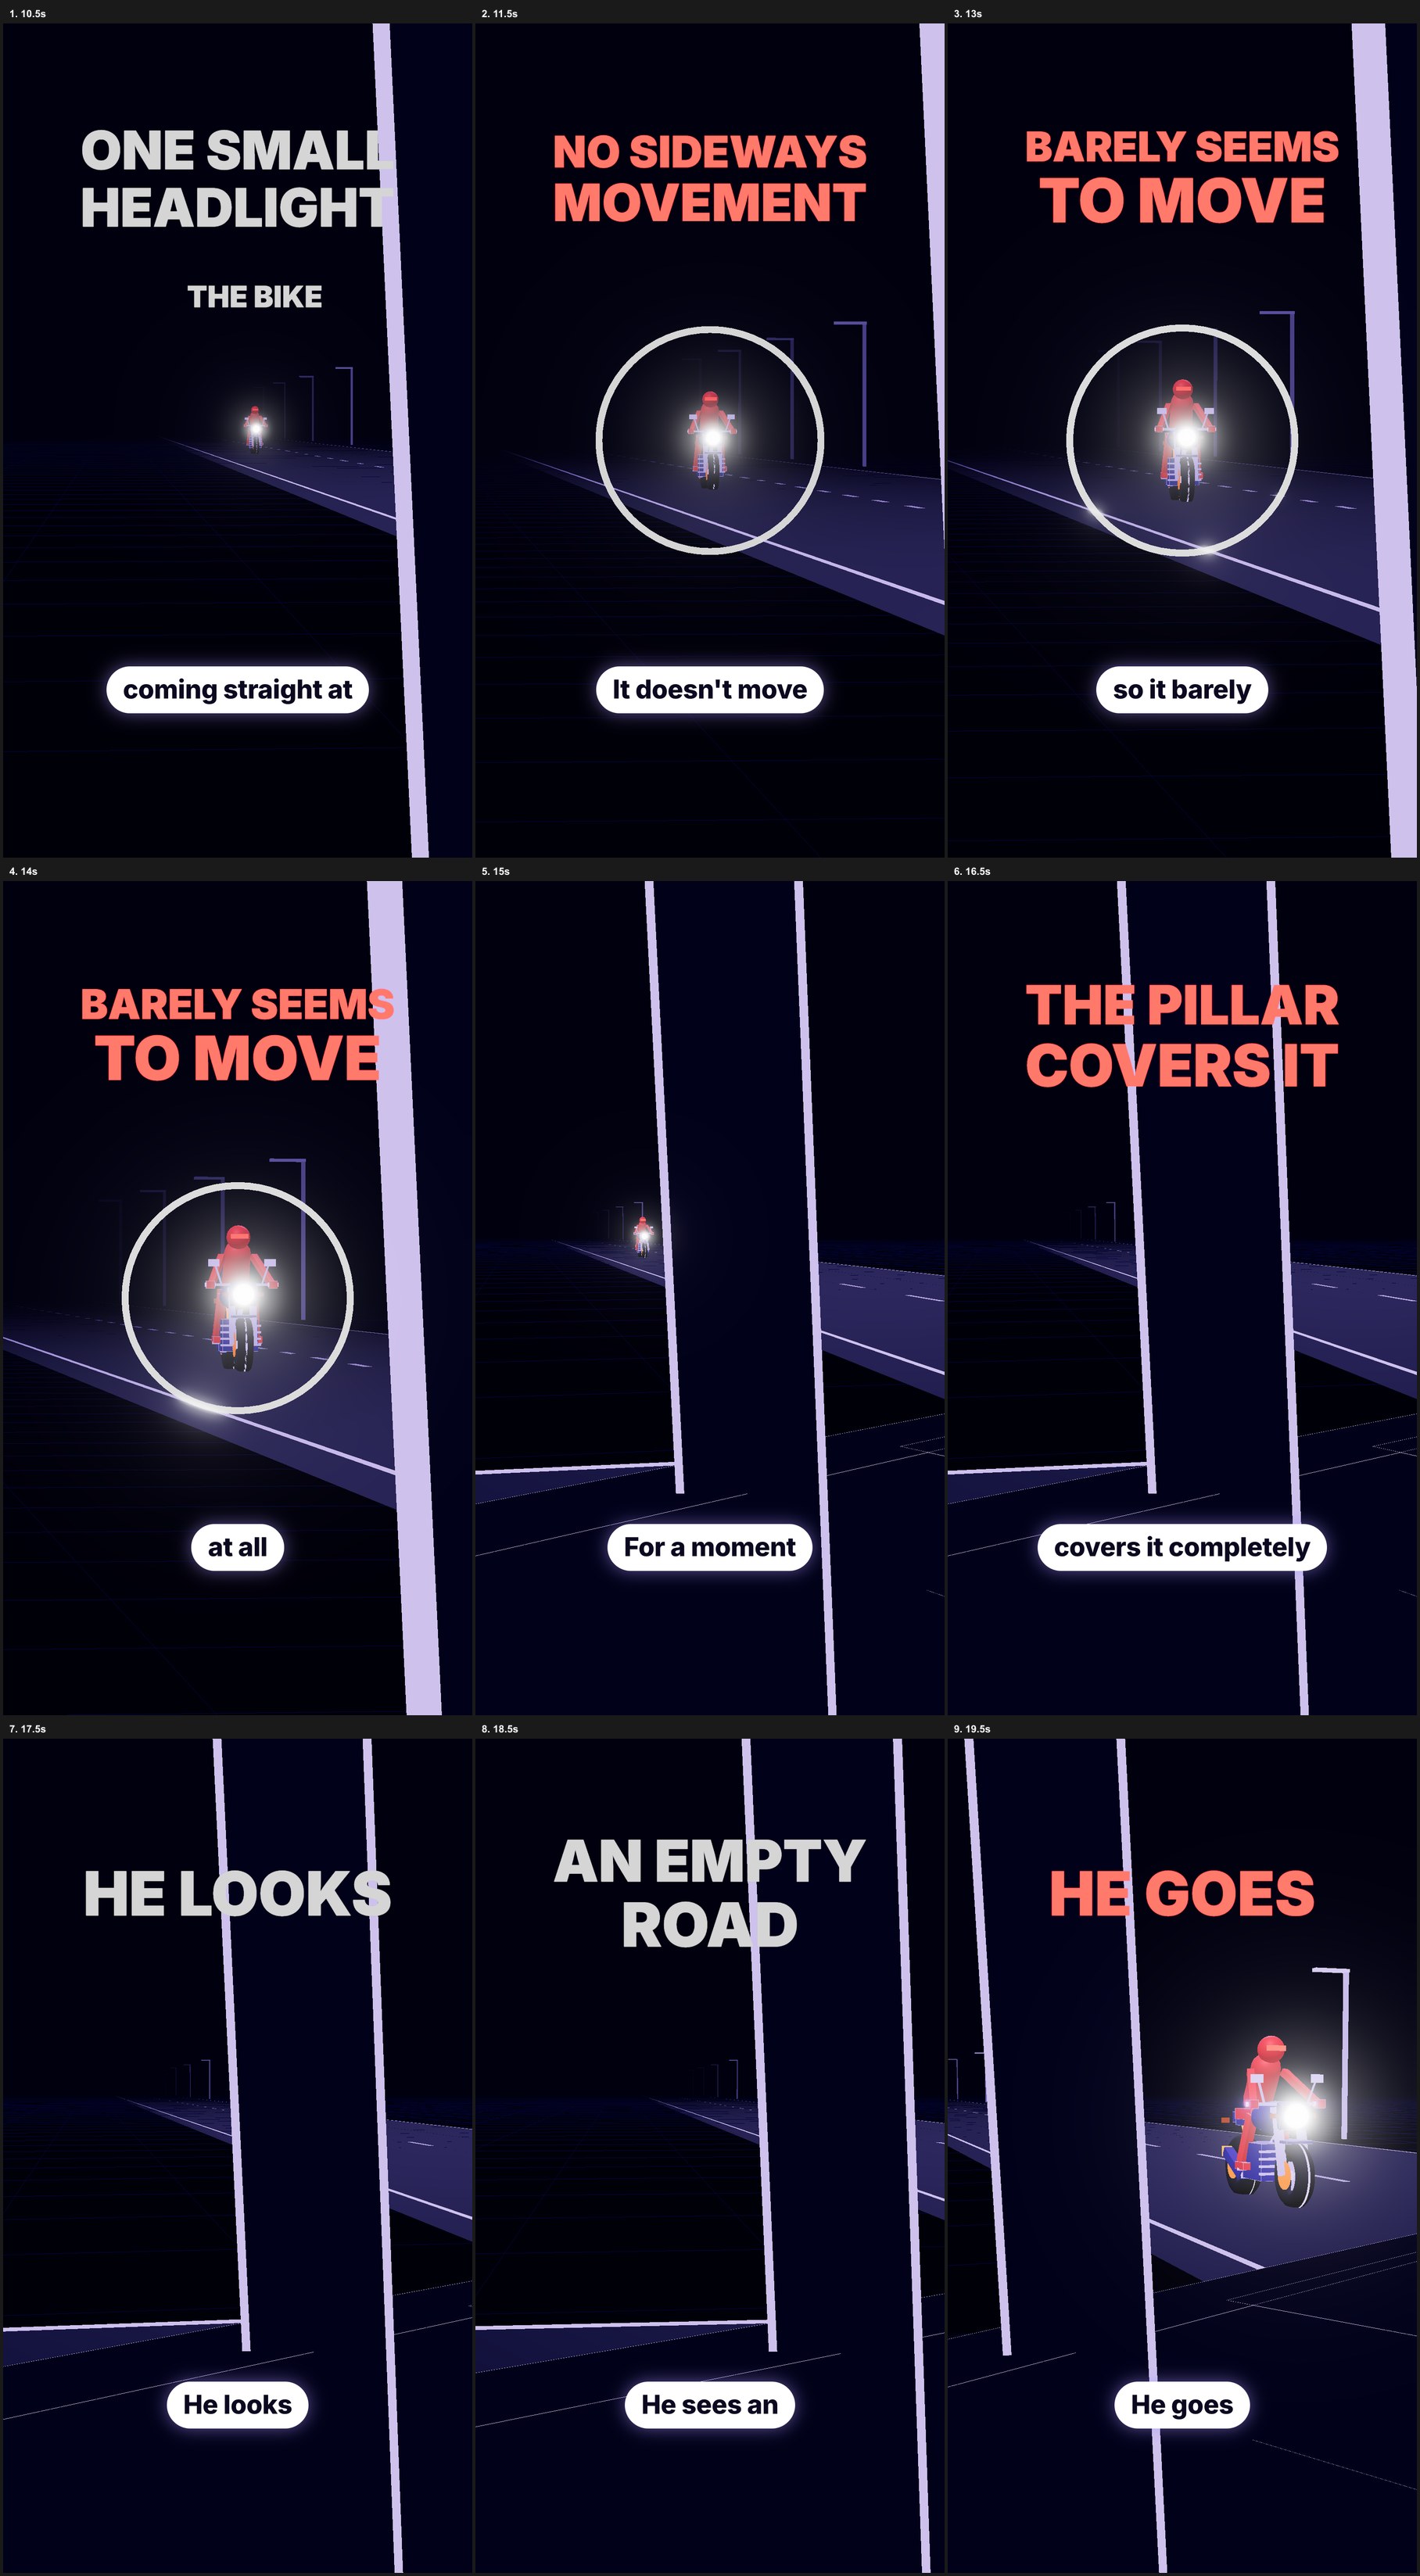 1. 10.5s
ONE SMALL
HEADLIGHT
THE BIKE
coming straight at
2. 11.5s
NO SIDEWAYS
MOVEMENT
It doesn't move
3. 13s
BARELY SEEMS
TO MOVE
so it barely
4. 14s
BARELY SEEMS
TO MOVE
at all
5. 15s
For a moment
6. 16.5s
THE PILLAR
COVERS IT
covers it completely
7. 17.5s
HE LOOKS
He looks
8. 18.5s
AN EMPTY
ROAD
He sees an
9. 19.5s
HE GOES
He goes